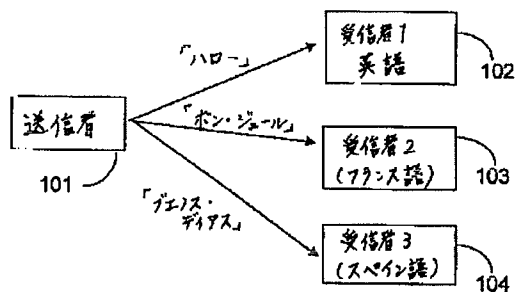 「ハロー」
受信者1
英語
102
送信者
101
「ボン・ジュール」
受信者2
(フランス語)
103
「ブエノス・
ディアス」
受信者3
(スペイン語)
104